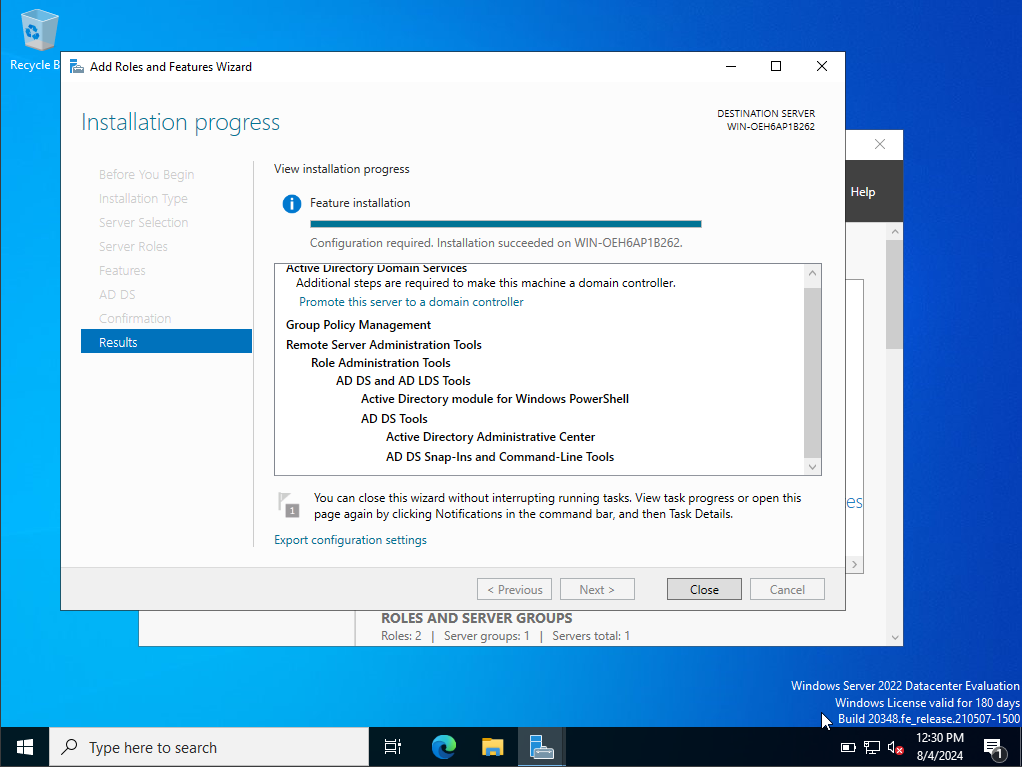 Recycle B
Add Roles and Features Wizard
Installation progress
DESTINATION SERVER
WIN-OEH6AP1B262
Help
Before You Begin
Installation Type
Server Selection
Server Roles
Features
AD DS
Confirmation
Results
View installation progress
Feature installation
Configuration required. Installation succeeded on WIN-OEH6AP1B262.
Active Directory Domain Services
Additional steps are required to make this machine a domain controller.
Promote this server to a domain controller
Group Policy Management
Remote Server Administration Tools
Role Administration Tools
AD DS and AD LDS Tools
Active Directory module for Windows PowerShell
AD DS Tools
Active Directory Administrative Center
AD DS Snap-Ins and Command-Line Tools
1
You can close this wizard without interrupting running tasks. View task progress or open this
page again by clicking Notifications in the command bar, and then Task Details.
es
Export configuration settings
< Previous
Next >
Close
Cancel
ROLES AND SERVER GROUPS
Roles: 2 | Server groups: 1 | Servers total: 1
Windows Server 2022 Datacenter Evaluation
Windows License valid for 180 days
Build 20348.fe_release.210507-1500
Type here to search
12:30 PM
8/4/2024
1